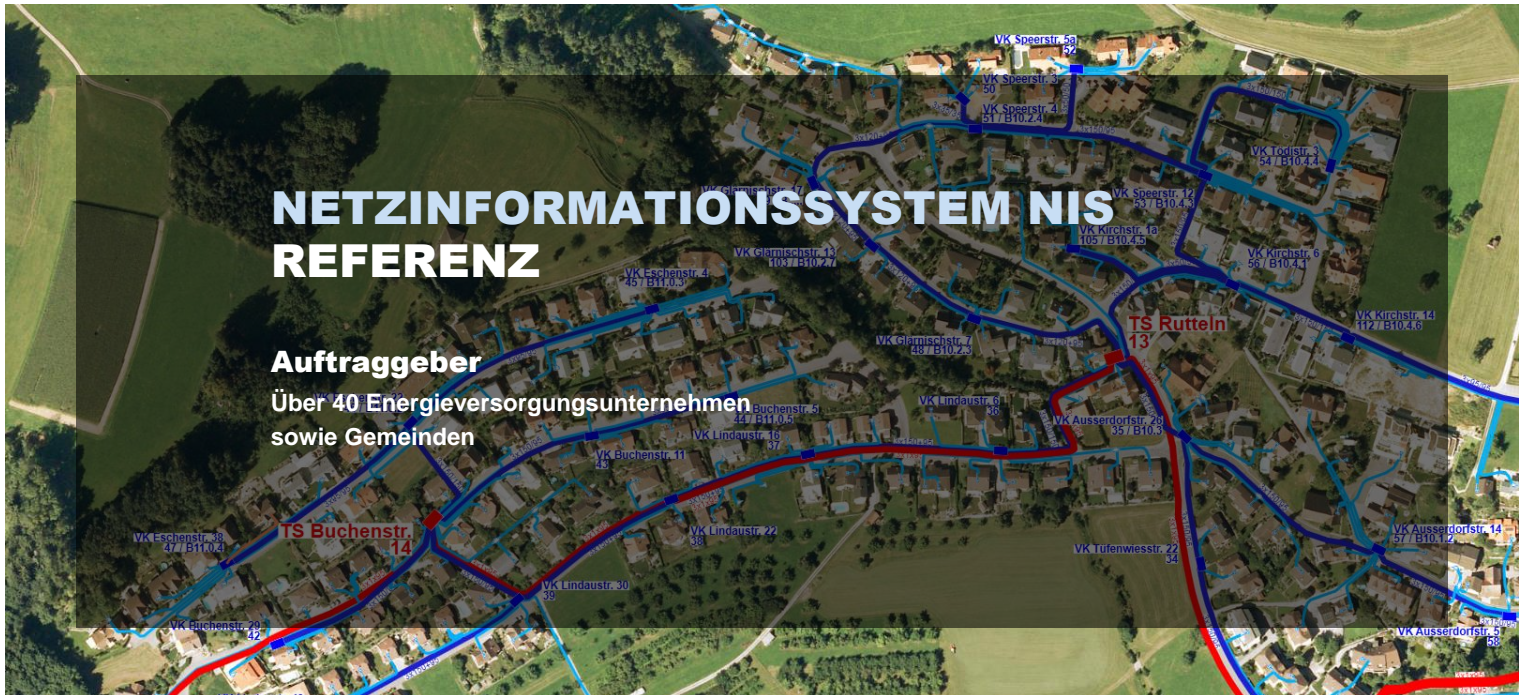 VK Speerstr. 5a
52
VK Speerstr. 3
50
VK Speerstr. 4
51 / B10.2.4
3x150/95
3x150/150
VK Tödistr. 3
54 / B10.4.4
VK Glärnischstr. 17
VK Speerstr. 12
53 / B10.4.3
NETZINFORMATIONSSYSTEM NIS
REFERENZ
VK Kirchstr. 1a
105 / B10.4.5
VK Glärnischstr. 13
103 / B10.2.7
VK Kirchstr. 6
56 / B10.4.1
VK Eschenstr. 4
45 / B11.0.3
VK Kirchstr. 14
112 / B10.4.6
TS Rutteln
13
VK Glärnischstr. 7
48 / B10.2.3
Auftraggeber
Über 40 Energieversorgungsunternehmen
sowie Gemeinden
VK Buchenstr. 5
44 / B11.0.5
VK Lindaustr. 6
36
VK Ausserdorfstr. 26
35 / B10.3
VK Lindaustr. 16
37
VK Buchenstr. 11
43
VK Lindaustr. 22
38
TS Buchenstr.
14
VK Eschenstr. 38
47 / B11.0.4
VK Ausserdorfstr. 14
57 / B10.1.2
VK Tufenwiesstr. 22
34
VK Lindaustr. 30
39
VK Buchenstr. 29
42
VK Ausserdorfstr. 5
58